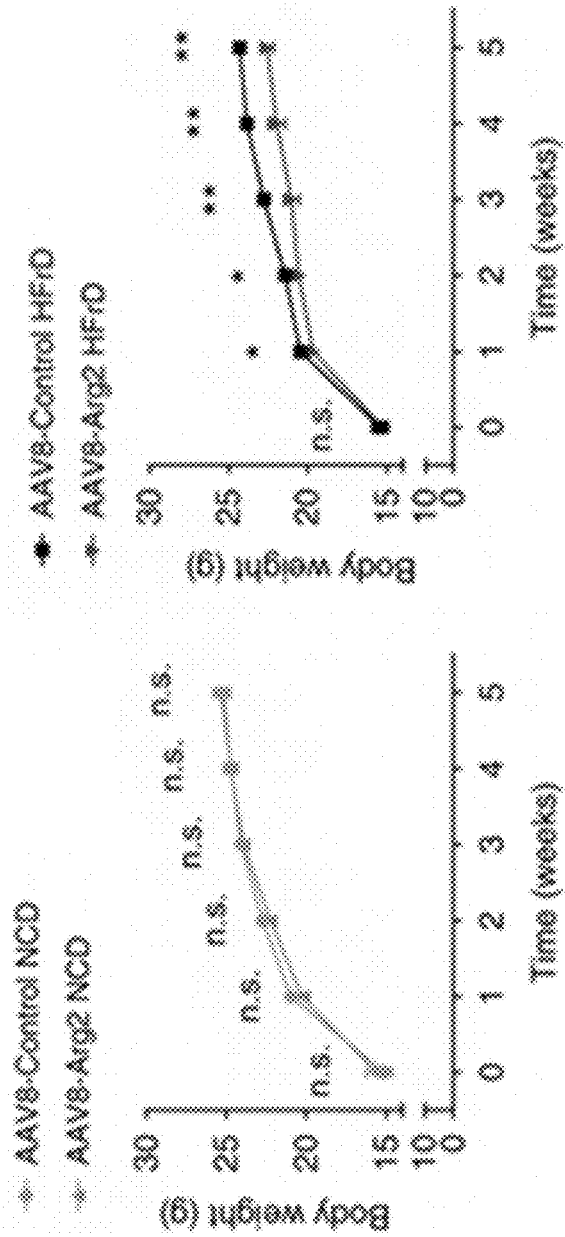 AAV8-Control NCD
AAV8-Arg2 NCD
Body weight (g)
30
25
20
15
10
0
n.s.
n.s.
n.s.
n.s.
n.s.
n.s.
0 1 2 3 4 5
Time (weeks)
AAV8-Control HFrD
AAV8-Arg2 HFrD
Body weight (g)
30
25
20
15
10
0
n.s.
*
*
**
**
**
0 1 2 3 4 5
Time (weeks)